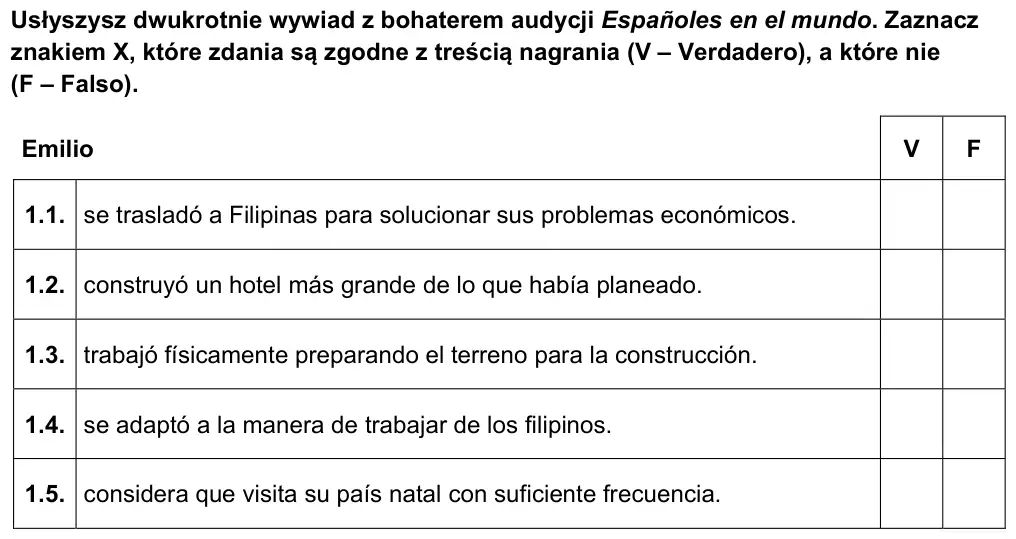 Usłyszysz dwukrotnie wywiad z bohaterem audycji Españoles en el mundo. Zaznacz
znakiem X, które zdania są zgodne z treścią nagrania (V – Verdadero), a które nie
(F – Falso).
Emilio V F
1.1. se trasladó a Filipinas para solucionar sus problemas económicos.
1.2. construyó un hotel más grande de lo que había planeado.
1.3. trabajó físicamente preparando el terreno para la construcción.
1.4. se adaptó a la manera de trabajar de los filipinos.
1.5. considera que visita su país natal con suficiente frecuencia.